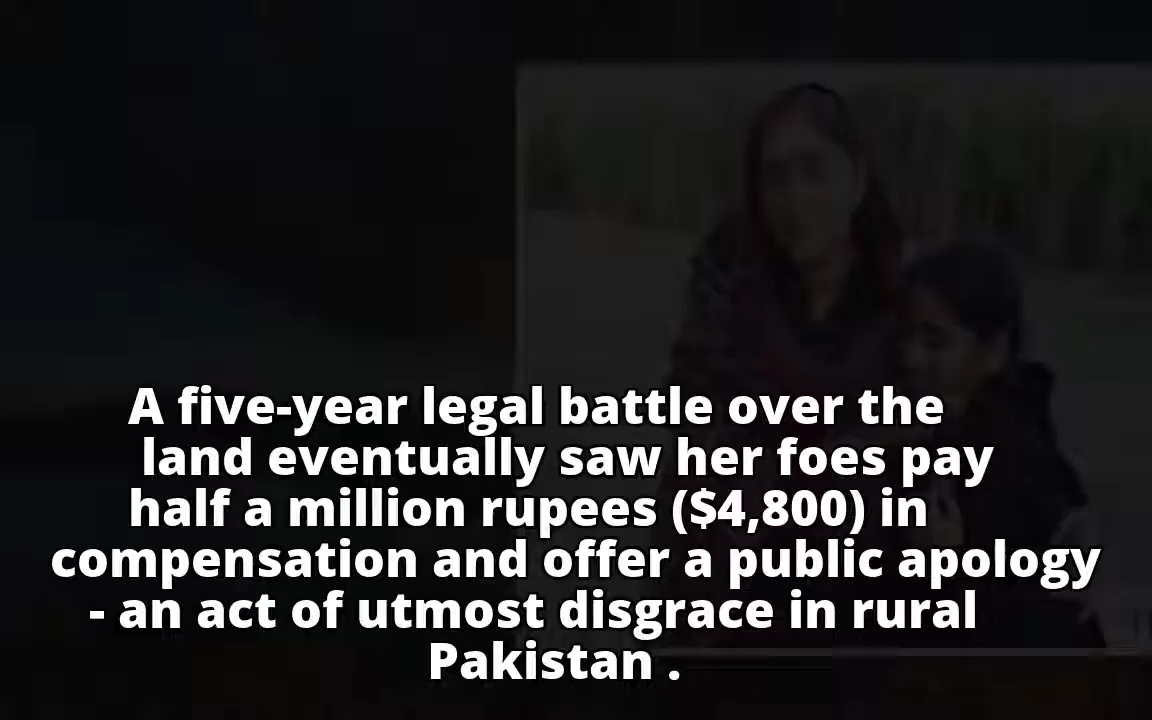 A five-year legal battle over the
land eventually saw her foes pay
half a million rupees ($4,800) in
compensation and offer a public apology
- an act of utmost disgrace in rural
Pakistan .